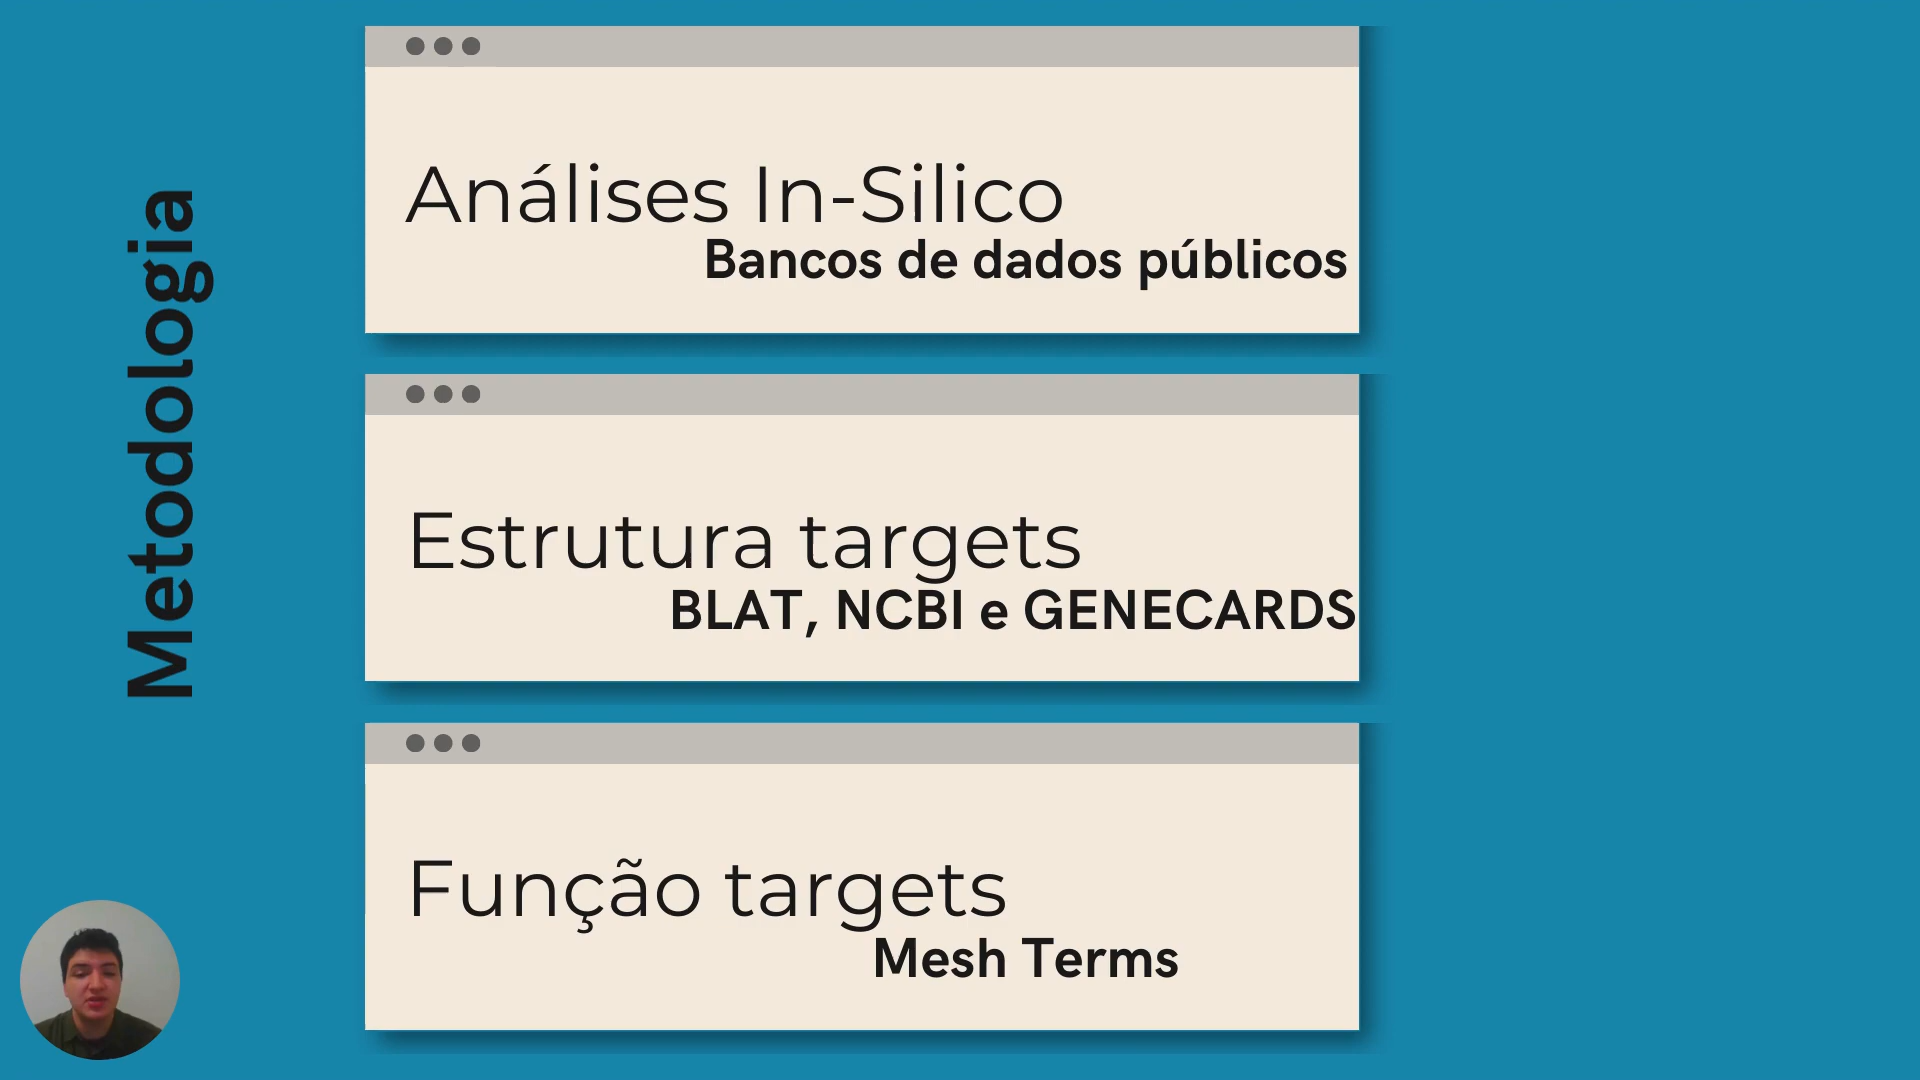 Metodologia
Análises In-Silico
Bancos de dados públicos
Estrutura targets
BLAT, NCBI e GENECARDS
Função targets
Mesh Terms